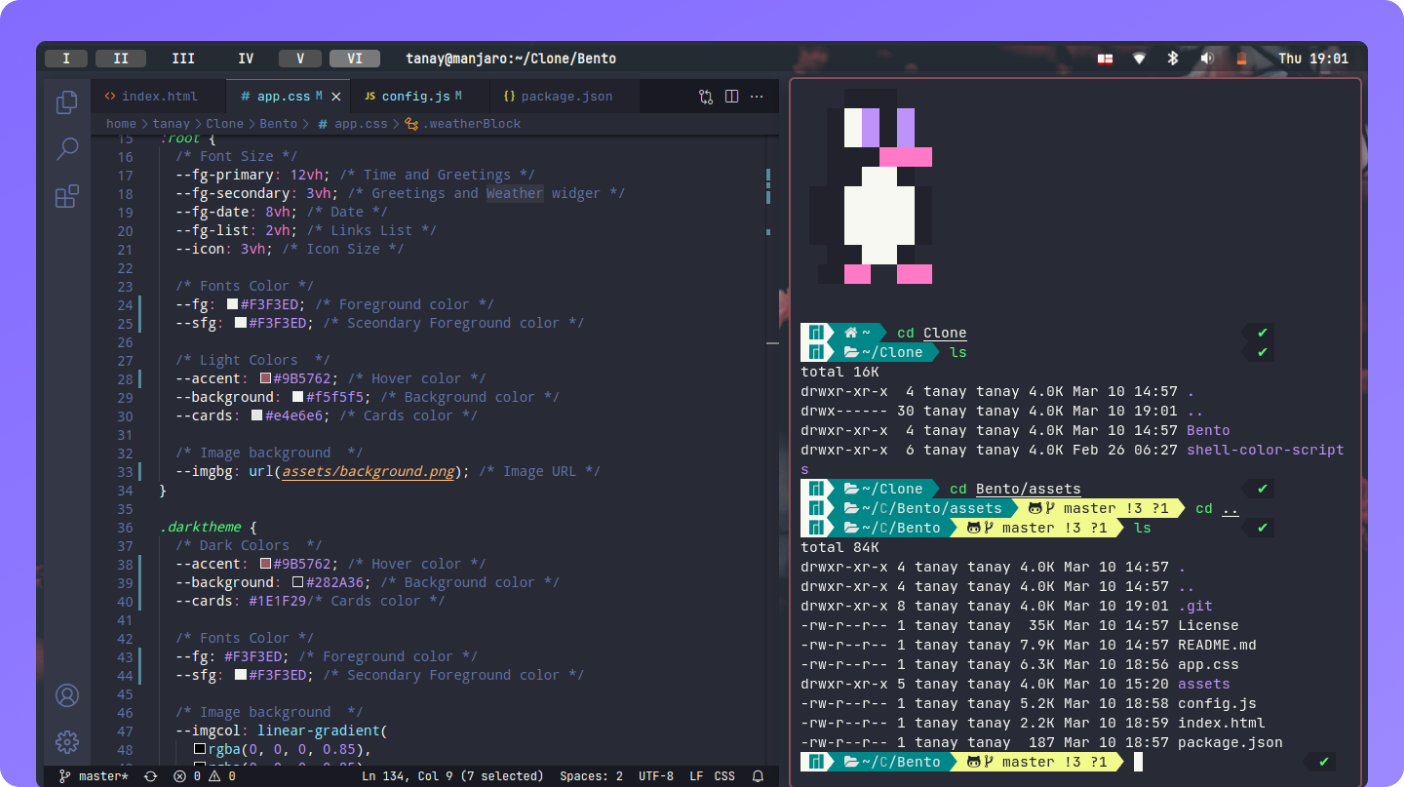 I II III IV V VI tanay@manjaro:~/Clone/Bento Thu 19:01
<> index.html # app.css M × JS config.js M {} package.json ···
home > tanay > Clone > Bento > # app.css > .weatherBlock
15 :root {
16 /* Font Size */
17 --fg-primary: 12vh; /* Time and Greetings */
18 --fg-secondary: 3vh; /* Greetings and Weather widger */
19 --fg-date: 8vh; /* Date */
20 --fg-list: 2vh; /* Links List */
21 --icon: 3vh; /* Icon Size */
22
23 /* Fonts Color */
24 --fg: #F3F3ED; /* Foreground color */
25 --sfg: #F3F3ED; /* Sceondary Foreground color */
26
27 /* Light Colors  */
28 --accent: #9B5762; /* Hover color */
29 --background: #f5f5f5; /* Background color */
30 --cards: #e4e6e6; /* Cards color */
31
32 /* Image background  */
33 --imgbg: url(assets/background.png); /* Image URL */
34 }
35
36 .darktheme {
37 /* Dark Colors  */
38 --accent: #9B5762; /* Hover color */
39 --background: #282A36; /* Background color */
40 --cards: #1E1F29/* Cards color */
41
42 /* Fonts Color */
43 --fg: #F3F3ED; /* Foreground color */
44 --sfg: #F3F3ED; /* Secondary Foreground color */
45
46 /* Image background  */
47 --imgcol: linear-gradient(
48 rgba(0, 0, 0, 0.85),
master* 0 0 Ln 134, Col 9 (7 selected) Spaces: 2 UTF-8 LF CSS
~ cd Clone ✔
~/Clone ls ✔
total 16K
drwxr-xr-x  4 tanay tanay 4.0K Mar 10 14:57 .
drwx------ 30 tanay tanay 4.0K Mar 10 19:01 ..
drwxr-xr-x  4 tanay tanay 4.0K Mar 10 14:57 Bento
drwxr-xr-x  6 tanay tanay 4.0K Feb 26 06:27 shell-color-script
s
~/Clone cd Bento/assets ✔
~/C/Bento/assets master !3 ?1 cd ..
~/C/Bento master !3 ?1 ls ✔
total 84K
drwxr-xr-x 4 tanay tanay 4.0K Mar 10 14:57 .
drwxr-xr-x 4 tanay tanay 4.0K Mar 10 14:57 ..
drwxr-xr-x 8 tanay tanay 4.0K Mar 10 19:01 .git
-rw-r--r-- 1 tanay tanay  35K Mar 10 14:57 License
-rw-r--r-- 1 tanay tanay 7.9K Mar 10 14:57 README.md
-rw-r--r-- 1 tanay tanay 6.3K Mar 10 18:56 app.css
drwxr-xr-x 5 tanay tanay 4.0K Mar 10 15:20 assets
-rw-r--r-- 1 tanay tanay 5.2K Mar 10 18:58 config.js
-rw-r--r-- 1 tanay tanay 2.2K Mar 10 18:59 index.html
-rw-r--r-- 1 tanay tanay  187 Mar 10 18:57 package.json
~/C/Bento master !3 ?1 ✔